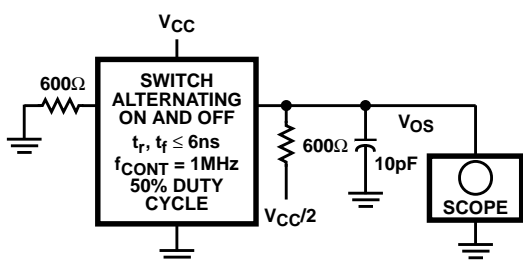 VCC
600Ω
SWITCH
ALTERNATING
ON AND OFF
tr, tf ≤ 6ns
fCONT = 1MHz
50% DUTY
CYCLE
600Ω
VCC/2
10pF
VOS
SCOPE